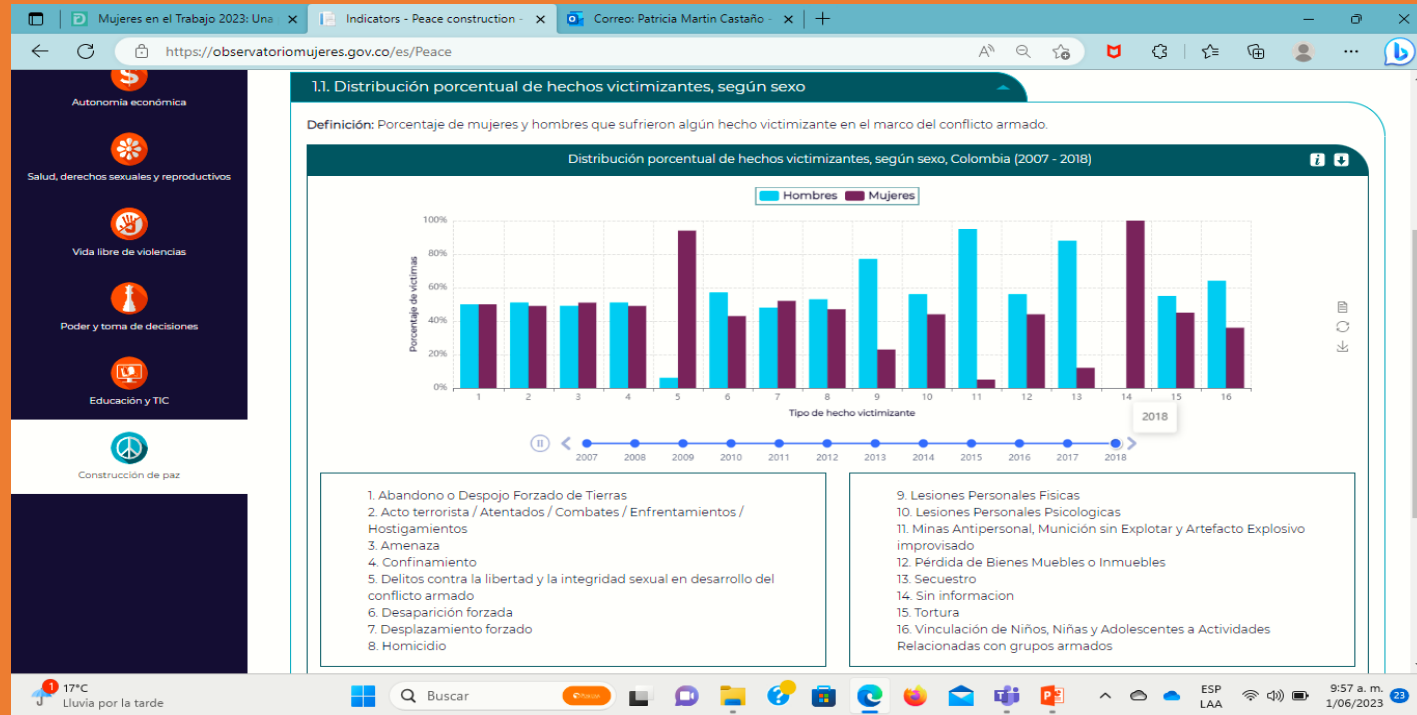 Mujeres en el Trabajo 2023: Una
Indicators - Peace construction -
Correo: Patricia Martin Castaño -
https://observatoriomujeres.gov.co/es/Peace
Autonomía económica
Salud, derechos sexuales y reproductivos
Vida libre de violencias
Poder y toma de decisiones
Educación y TIC
Construcción de paz
1.1. Distribución porcentual de hechos victimizantes, según sexo
Definición: Porcentaje de mujeres y hombres que sufrieron algún hecho victimizante en el marco del conflicto armado.
Distribución porcentual de hechos victimizantes, según sexo, Colombia (2007 - 2018)
Hombres Mujeres
Porcentaje de víctimas
100%
80%
60%
40%
20%
0%
1 2 3 4 5 6 7 8 9 10 11 12 13 14 15 16
Tipo de hecho victimizante
2018
2007 2008 2009 2010 2011 2012 2013 2014 2015 2016 2017 2018
1. Abandono o Despojo Forzado de Tierras
2. Acto terrorista / Atentados / Combates / Enfrentamientos /
Hostigamientos
3. Amenaza
4. Confinamiento
5. Delitos contra la libertad y la integridad sexual en desarrollo del
conflicto armado
6. Desaparición forzada
7. Desplazamiento forzado
8. Homicidio
9. Lesiones Personales Fisicas
10. Lesiones Personales Psicologicas
11. Minas Antipersonal, Munición sin Explotar y Artefacto Explosivo
improvisado
12. Pérdida de Bienes Muebles o Inmuebles
13. Secuestro
14. Sin informacion
15. Tortura
16. Vinculación de Niños, Niñas y Adolescentes a Actividades
Relacionadas con grupos armados
1
17°C
Lluvia por la tarde
Buscar
ESP
LAA
9:57 a. m.
1/06/2023
23